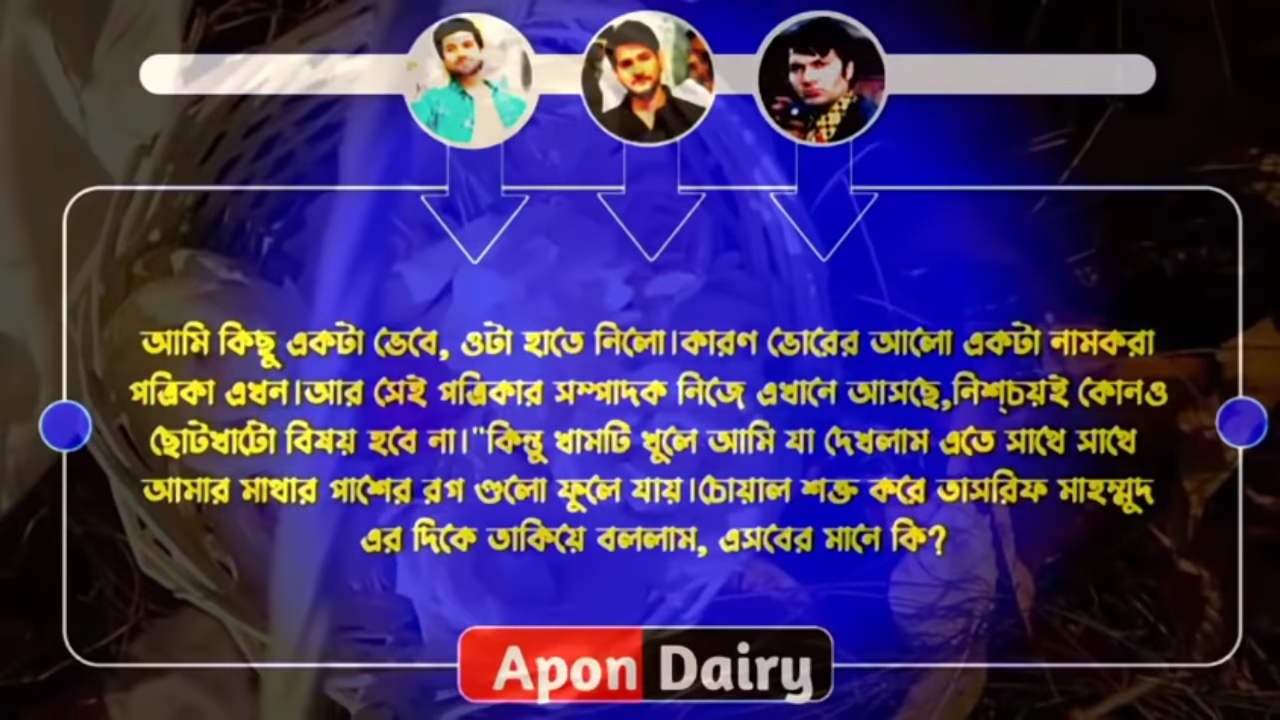 আমি কিছু একটা ভেবে, ওটা হাতে নিলো।কারণ ভোরের আলো একটা নামকরা
পত্রিকা এখন।আর সেই পত্রিকার সম্পাদক নিজে এখানে আসছে,নিশ্চয়ই কোনও
ছোটখাটো বিষয় হবে না।"কিন্তু খামটি খুলে আমি যা দেখলাম এতে সাথে সাথে
আমার মাথার পাশের রগ গুলো ফুলে যায়।চোয়াল শক্ত করে তাসরিফ মাহম্মুদ
এর দিকে তাকিয়ে বললাম, এসবের মানে কি?
Apon Dairy